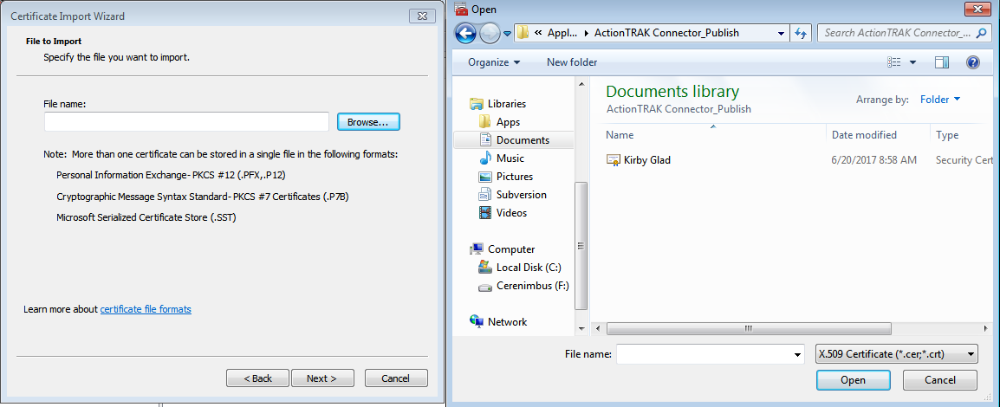 Certificate Import Wizard
File to Import
Specify the file you want to import.
File name:
Browse...
Note: More than one certificate can be stored in a single file in the following formats:
Personal Information Exchange- PKCS #12 (.PFX,.P12)
Cryptographic Message Syntax Standard- PKCS #7 Certificates (.P7B)
Microsoft Serialized Certificate Store (.SST)
Learn more about certificate file formats
< Back Next > Cancel
Open
« Appl... ActionTRAK Connector_Publish Search ActionTRAK Connector_...
Organize New folder
Libraries
Apps
Documents
Music
Pictures
Subversion
Videos
Computer
Local Disk (C:)
Cerenimbus (F:)
Network
Documents library
ActionTRAK Connector_Publish
Arrange by: Folder
Name Date modified Type
Kirby Glad 6/20/2017 8:58 AM Security Cert
File name: X.509 Certificate (*.cer;*.crt)
Open Cancel